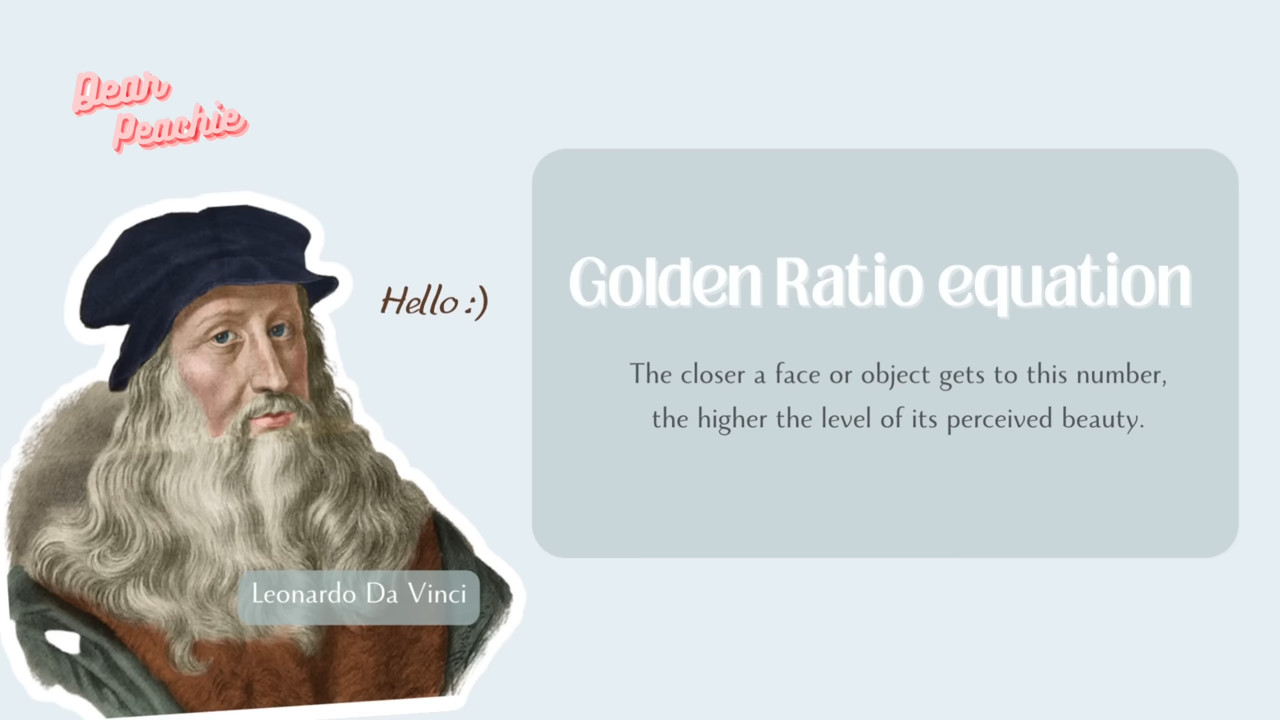 Dear
Peachie
Hello :)
Golden Ratio equation
The closer a face or object gets to this number,
the higher the level of its perceived beauty.
Leonardo Da Vinci